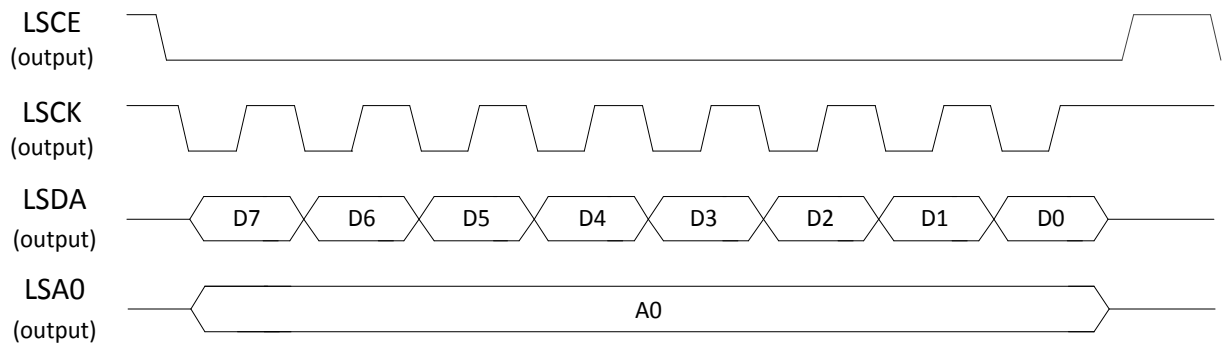 LSCE
(output)
LSCK
(output)
LSDA
(output)
D7 D6 D5 D4 D3 D2 D1 D0
LSA0
(output)
A0